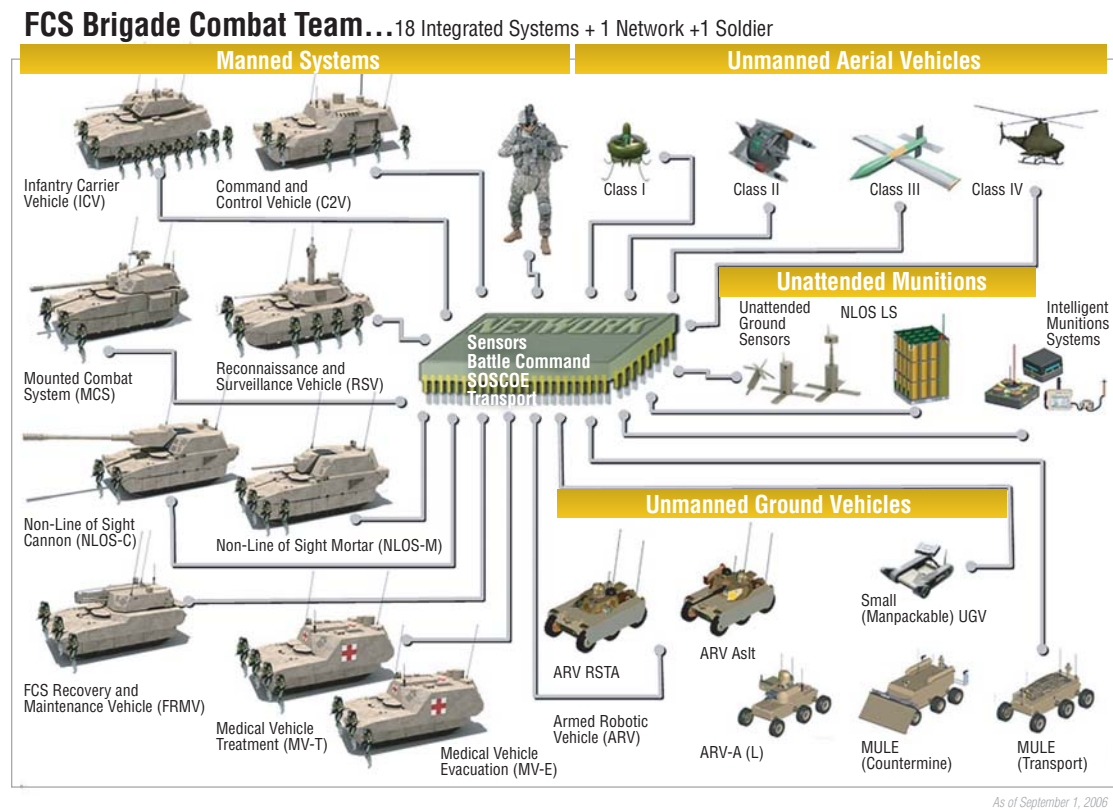 FCS Brigade Combat Team...18 Integrated Systems + 1 Network +1 Soldier
Manned Systems
Unmanned Aerial Vehicles
Infantry Carrier
Vehicle (ICV)
Command and
Control Vehicle (C2V)
Class I
Class II
Class III
Class IV
Unattended Munitions
Unattended
Ground
Sensors
NLOS LS
Intelligent
Munitions
Systems
NETWORK
Sensors
Battle Command
SOSCOE
Transport
Mounted Combat
System (MCS)
Reconnaissance and
Surveillance Vehicle (RSV)
Non-Line of Sight
Cannon (NLOS-C)
Non-Line of Sight Mortar (NLOS-M)
Unmanned Ground Vehicles
Small
(Manpackable) UGV
ARV RSTA
ARV Aslt
FCS Recovery and
Maintenance Vehicle (FRMV)
Medical Vehicle
Treatment (MV-T)
Medical Vehicle
Evacuation (MV-E)
Armed Robotic
Vehicle (ARV)
ARV-A (L)
MULE
(Countermine)
MULE
(Transport)
As of September 1, 2006